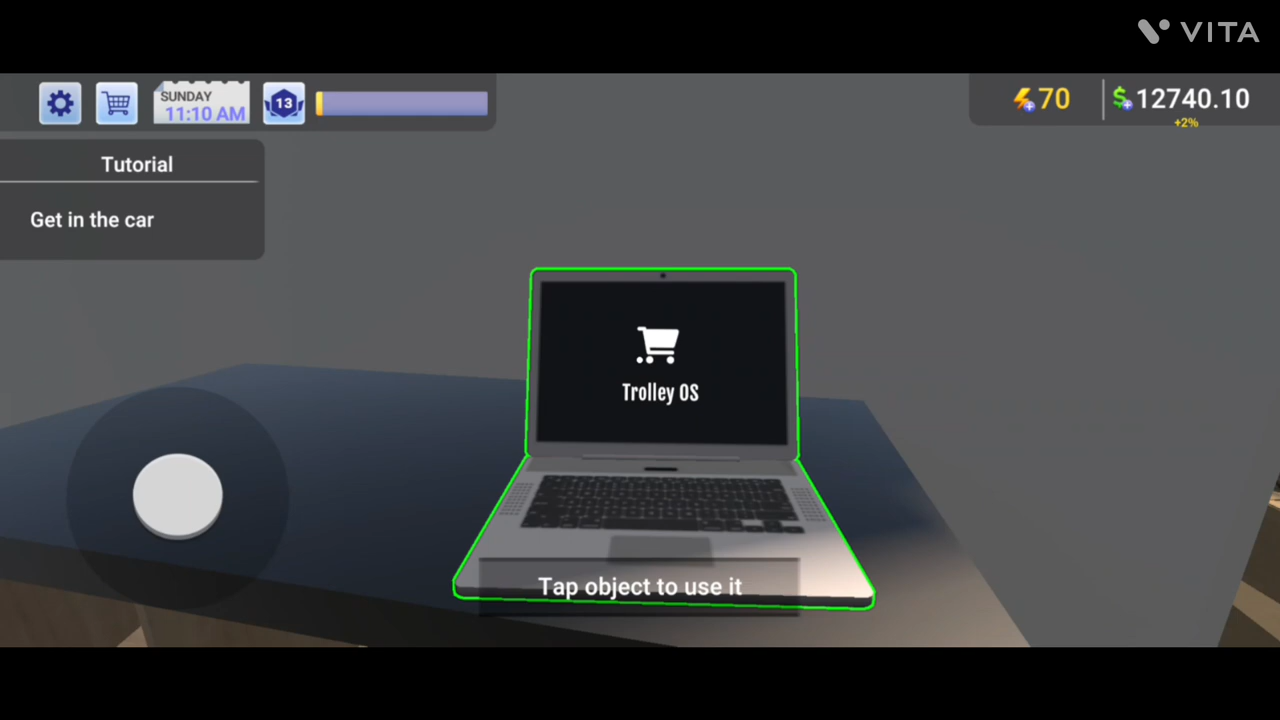 VITA
SUNDAY
11:10 AM
13
70
12740.10
+2%
Tutorial
Get in the car
Trolley OS
Tap object to use it